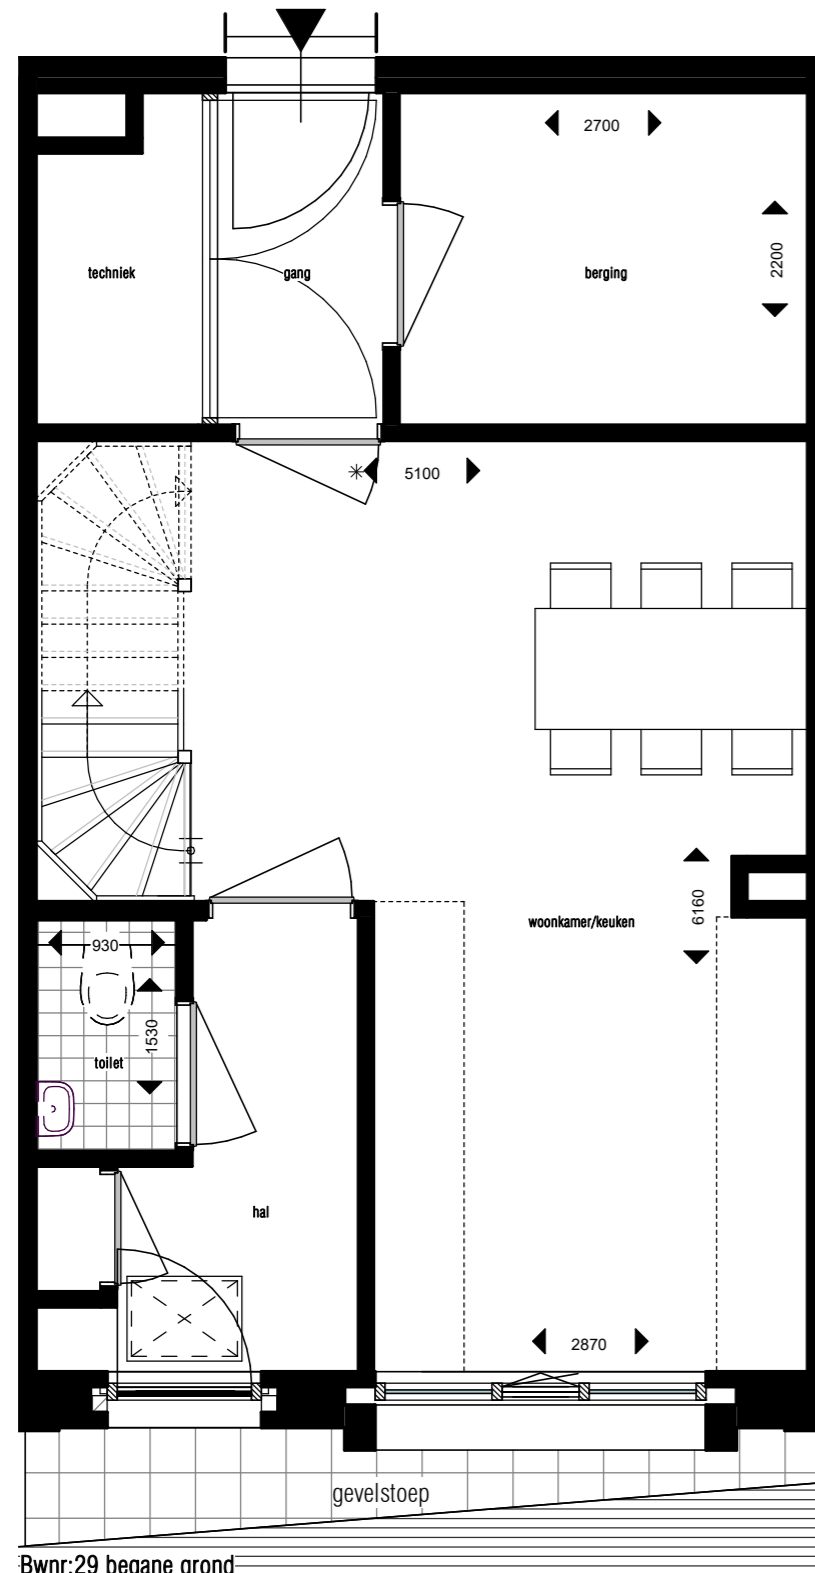 2700
2200
techniek
gang
berging
5100
woonkamer/keuken
6160
930
1530
toilet
hal
2870
gevelstoep
Bwnr:29 begane grond